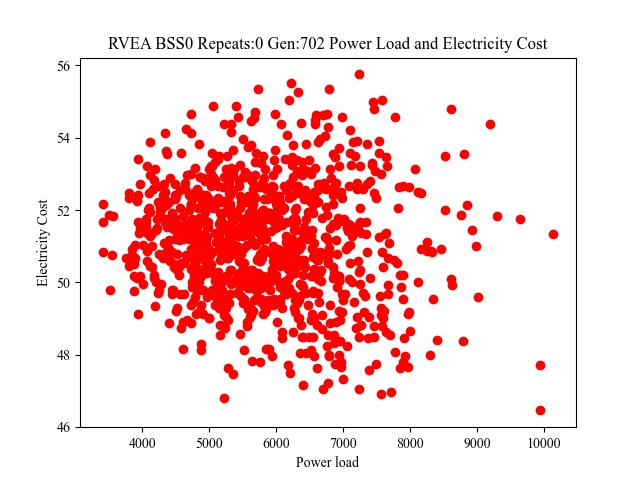 RVEA BSS0 Repeats:0 Gen:702 Power Load and Electricity Cost
56
54
52
50
48
46
Electricity Cost
4000 5000 6000 7000 8000 9000 10000
Power load